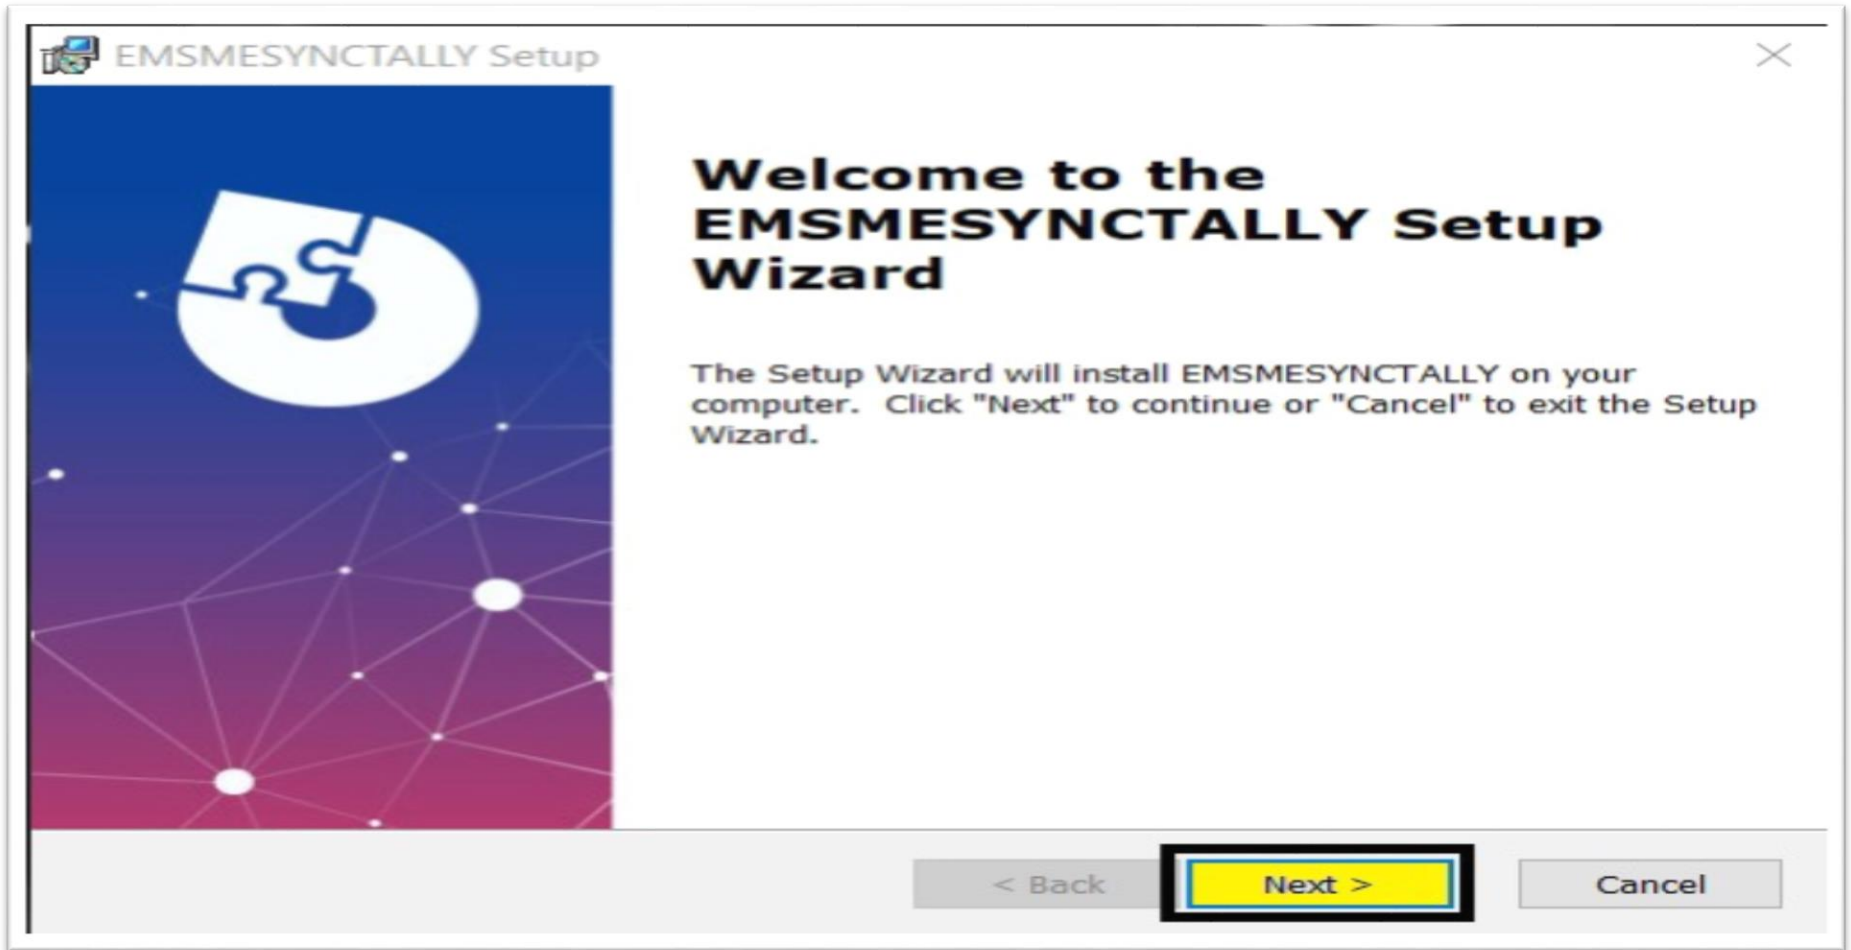 EMSMESYNCTALLY Setup
Welcome to the
EMSMESYNCTALLY Setup
Wizard
The Setup Wizard will install EMSMESYNCTALLY on your
computer.  Click "Next" to continue or "Cancel" to exit the Setup
Wizard.
< Back Next > Cancel